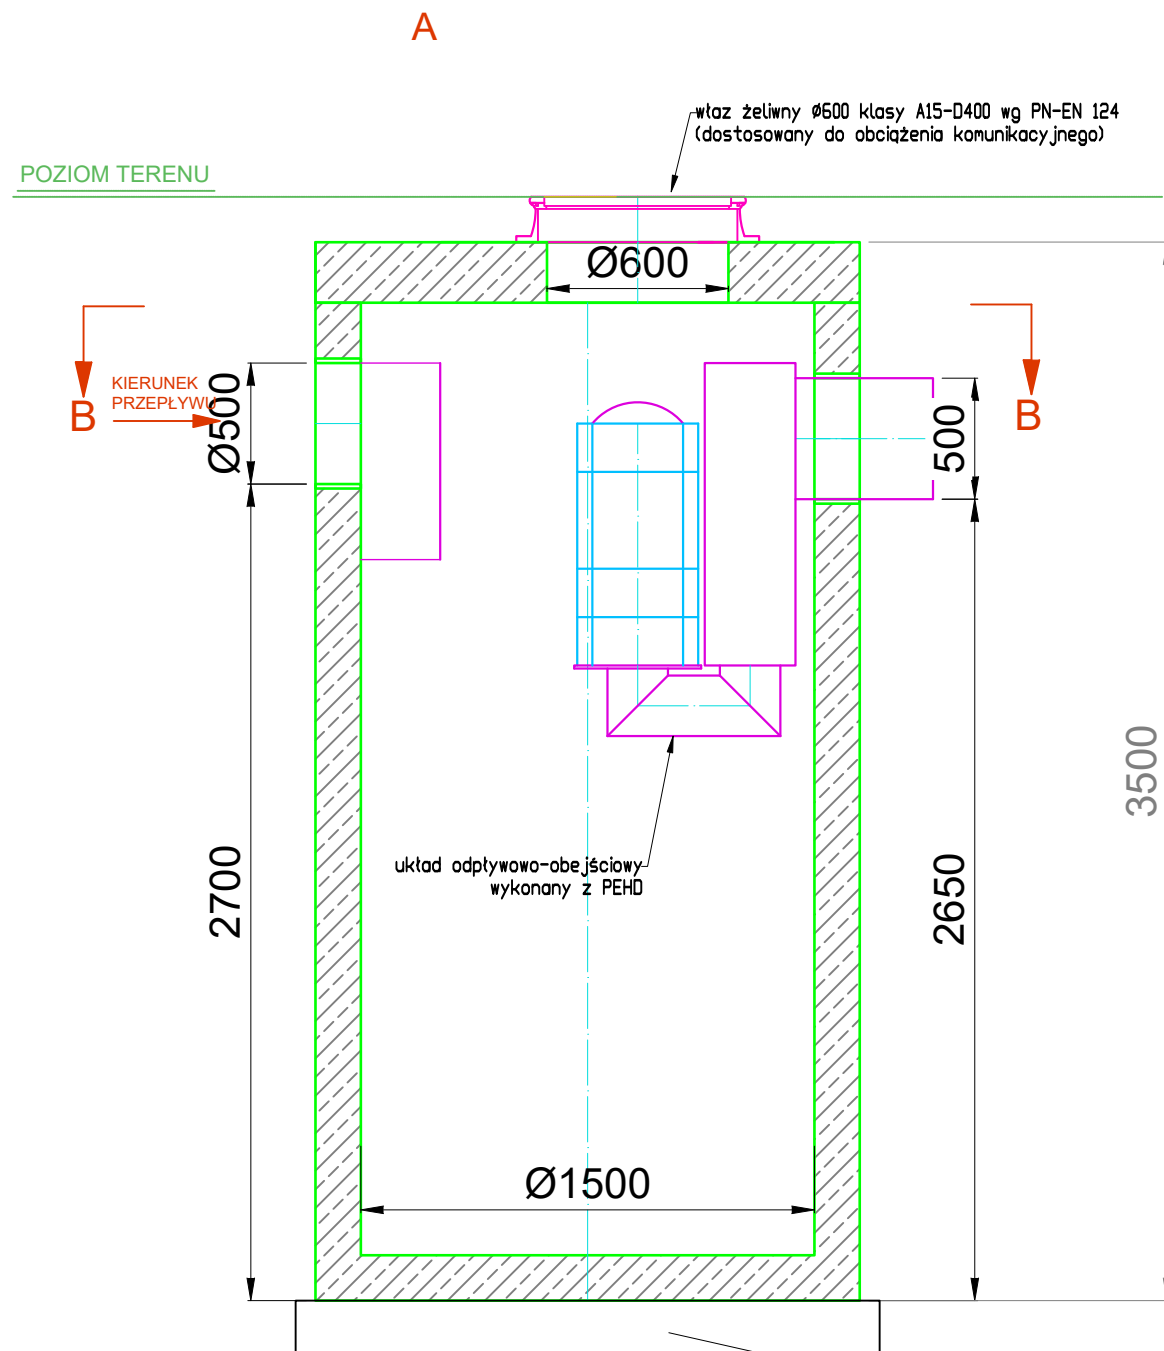 A
właz żeliwny Ø600 klasy A15-D400 wg PN-EN 124
(dostosowany do obciążenia komunikacyjnego)
POZIOM TERENU
Ø600
KIERUNEK
PRZEPŁYWU
B
Ø500
500
B
3500
układ odpływowo-obejściowy
wykonany z PEHD
2700
2650
Ø1500